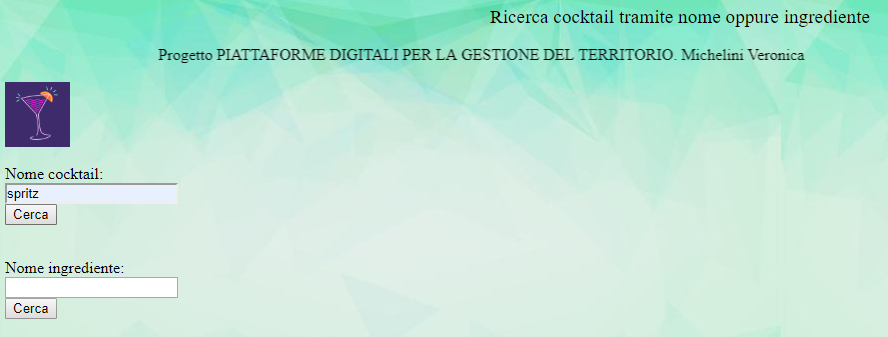 Ricerca cocktail tramite nome oppure ingrediente
Progetto PIATTAFORME DIGITALI PER LA GESTIONE DEL TERRITORIO. Michelini Veronica
Nome cocktail:
spritz
Cerca
Nome ingrediente:
Cerca